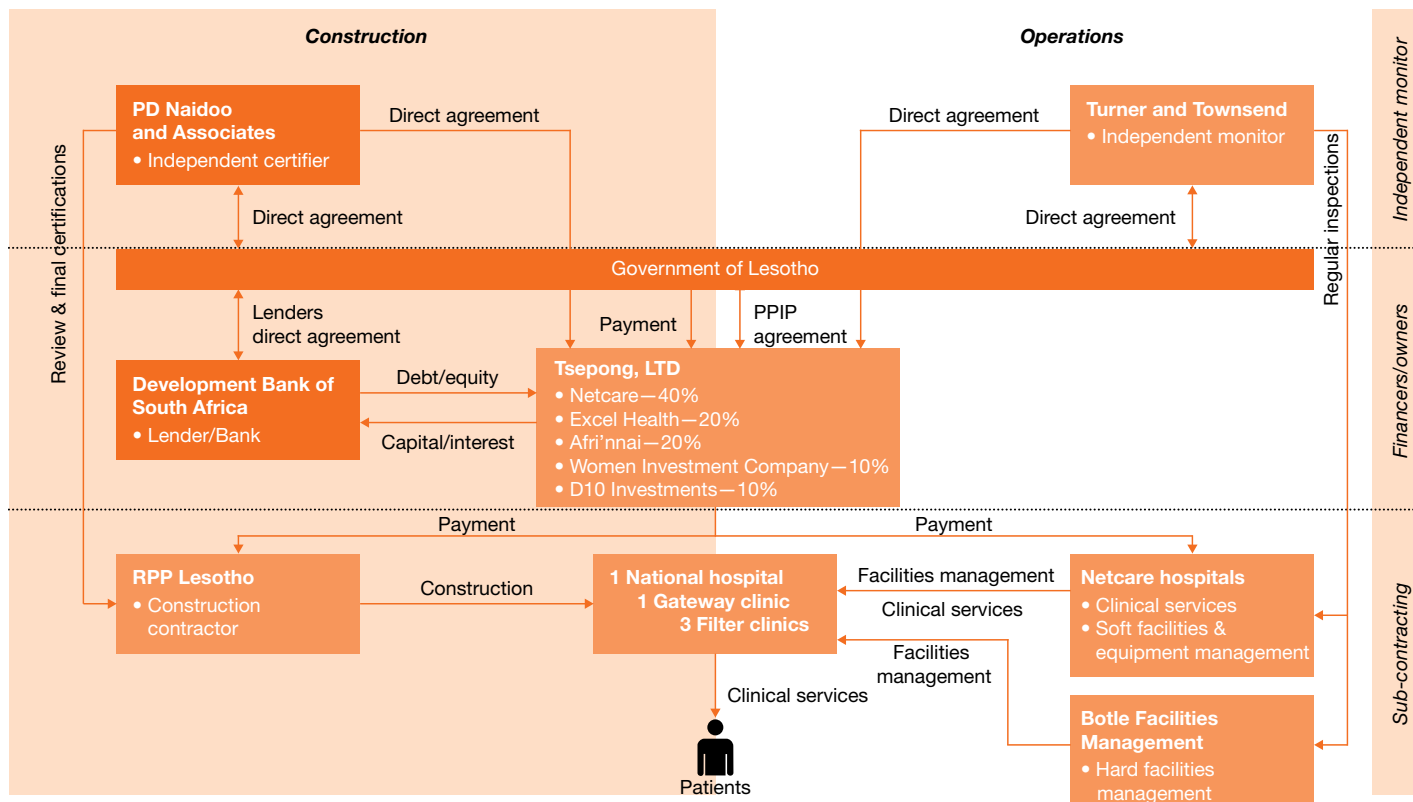 Construction
Operations
Independent monitor
PD Naidoo
and Associates
• Independent certifier
Direct agreement
Direct agreement
Turner and Townsend
• Independent monitor
Review & final certifications
Regular inspections
Direct agreement
Direct agreement
Government of Lesotho
Financers/owners
Lenders
direct agreement
Payment
PPIP
agreement
Development Bank of
South Africa
• Lender/Bank
Debt/equity
Capital/interest
Tsepong, LTD
• Netcare—40%
• Excel Health—20%
• Afri’nnai—20%
• Women Investment Company—10%
• D10 Investments—10%
Sub-contracting
Payment
Payment
RPP Lesotho
• Construction
contractor
Construction
1 National hospital
1 Gateway clinic
3 Filter clinics
Facilities management
Clinical services
Netcare hospitals
• Clinical services
• Soft facilities &
equipment management
Facilities
management
Clinical services
Botle Facilities
Management
• Hard facilities
management
Patients